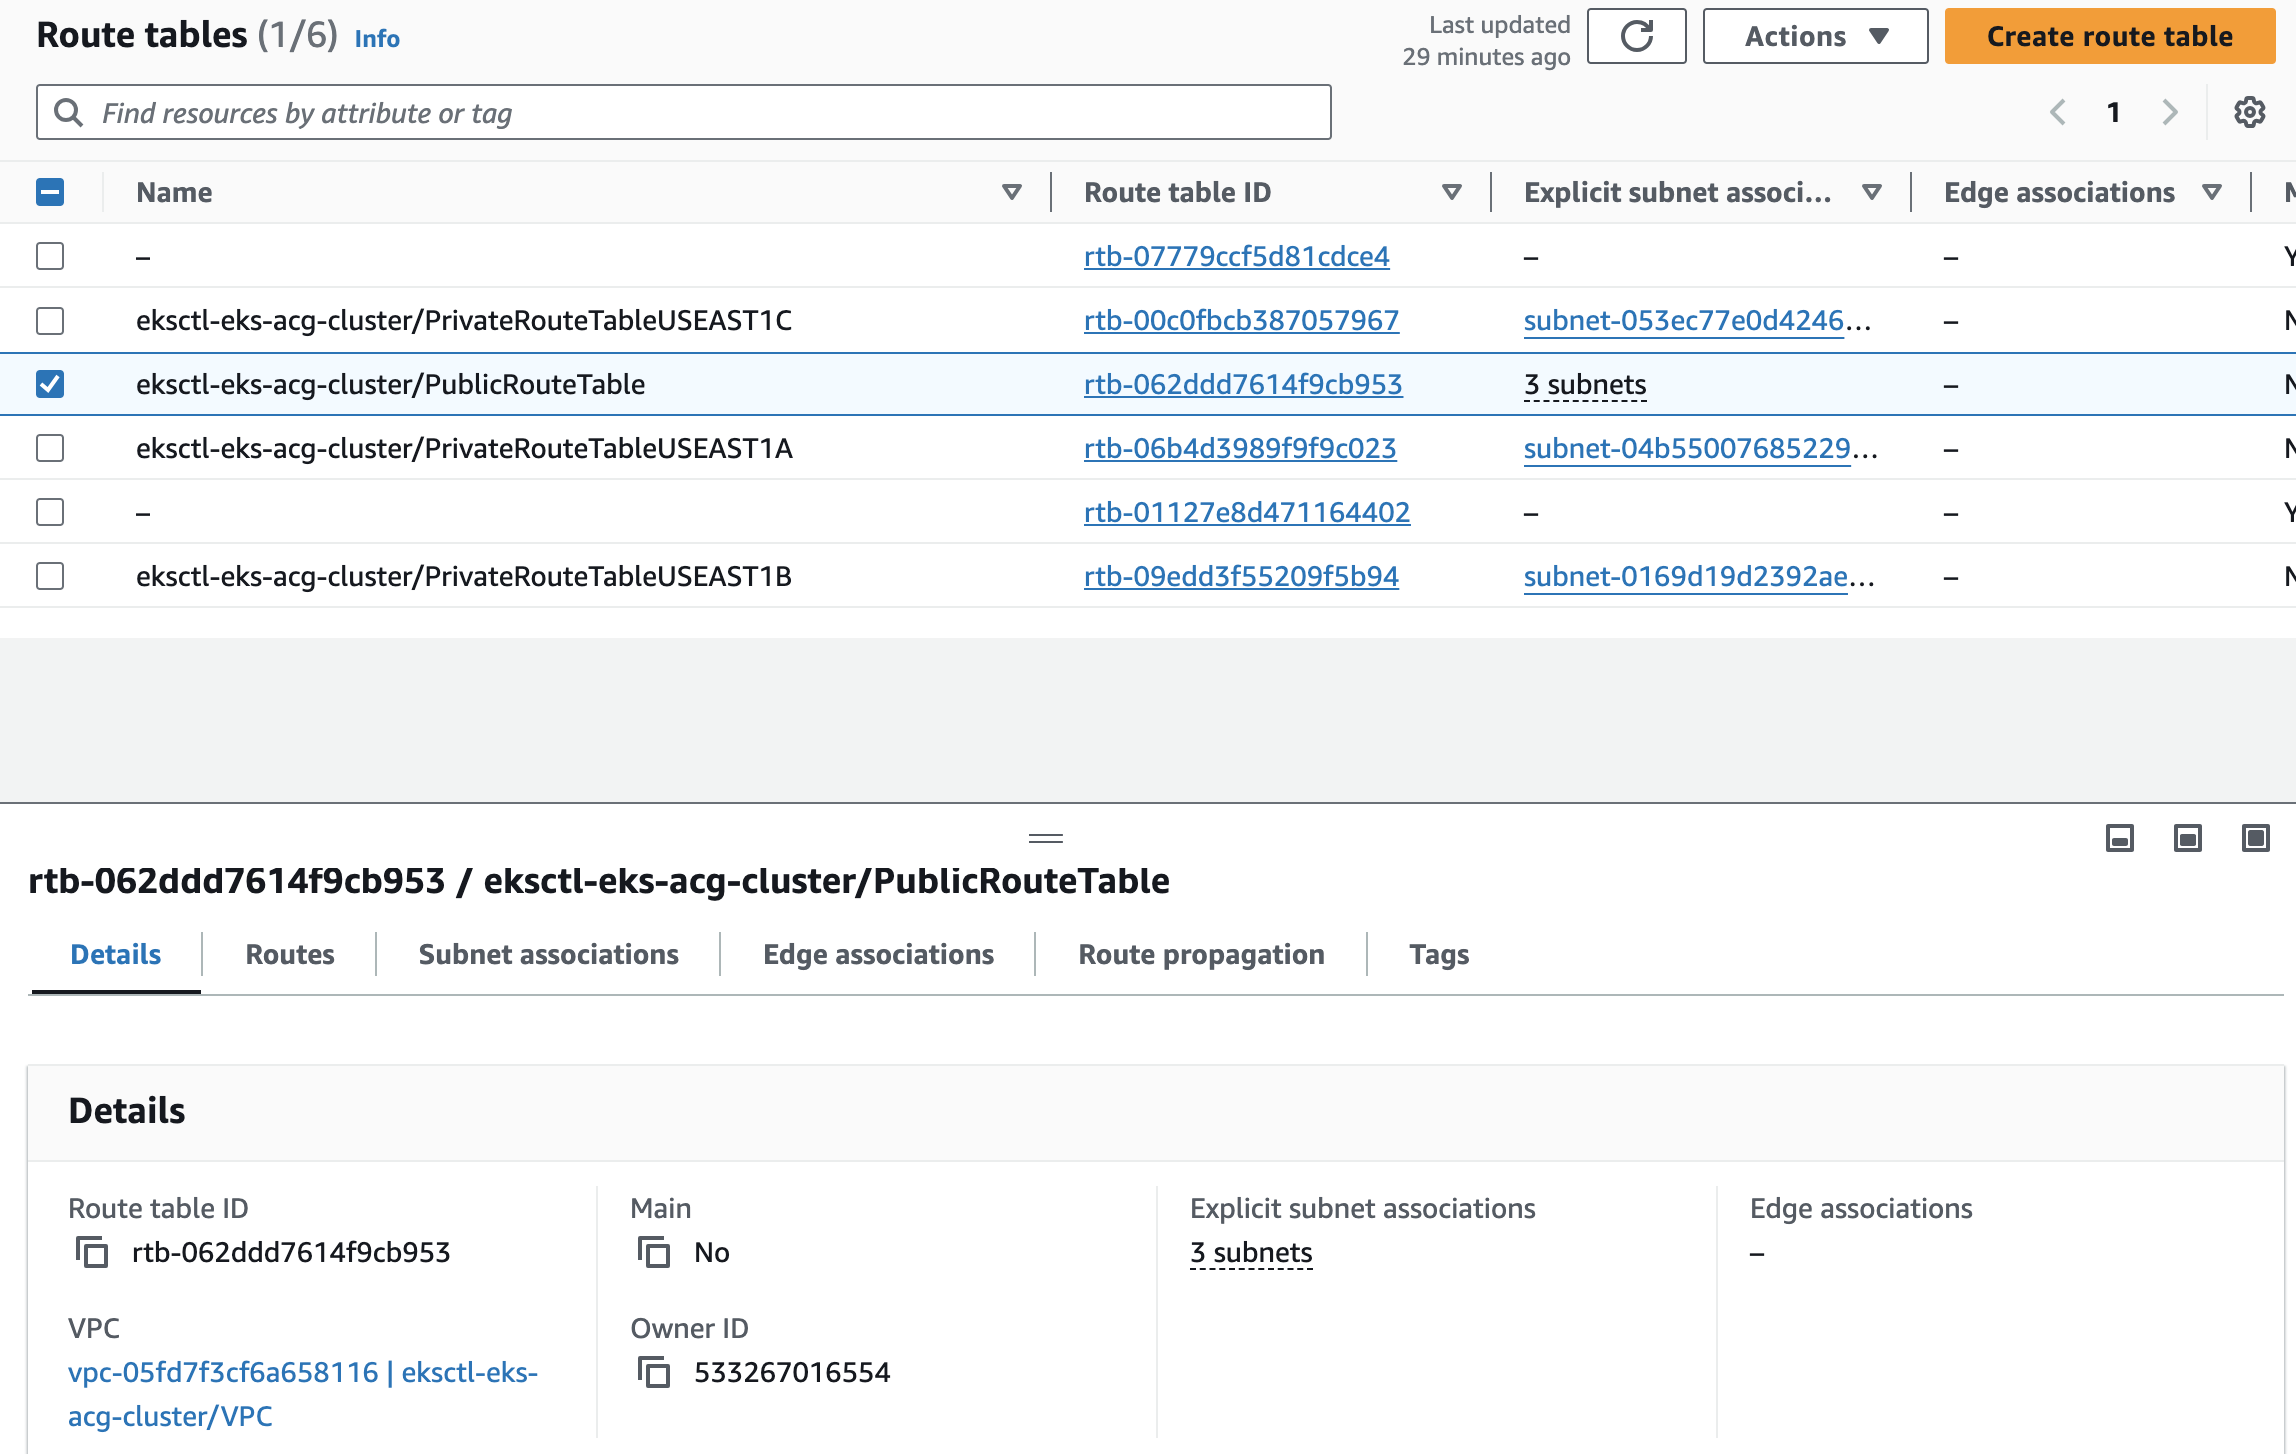 Route tables (1/6) Info
Last updated
29 minutes ago
Actions
Create route table
Find resources by attribute or tag
1
Name
Route table ID
Explicit subnet associ...
Edge associations
–
rtb-07779ccf5d81cdce4
–
–
Y
eksctl-eks-acg-cluster/PrivateRouteTableUSEAST1C
rtb-00c0fbcb387057967
subnet-053ec77e0d4246...
–
N
eksctl-eks-acg-cluster/PublicRouteTable
rtb-062ddd7614f9cb953
3 subnets
–
N
eksctl-eks-acg-cluster/PrivateRouteTableUSEAST1A
rtb-06b4d3989f9f9c023
subnet-04b55007685229...
–
N
–
rtb-01127e8d471164402
–
–
Y
eksctl-eks-acg-cluster/PrivateRouteTableUSEAST1B
rtb-09edd3f55209f5b94
subnet-0169d19d2392ae...
–
N
rtb-062ddd7614f9cb953 / eksctl-eks-acg-cluster/PublicRouteTable
Details
Routes
Subnet associations
Edge associations
Route propagation
Tags
Details
Route table ID
rtb-062ddd7614f9cb953
Main
No
Explicit subnet associations
3 subnets
Edge associations
–
VPC
vpc-05fd7f3cf6a658116 | eksctl-eks-
acg-cluster/VPC
Owner ID
533267016554